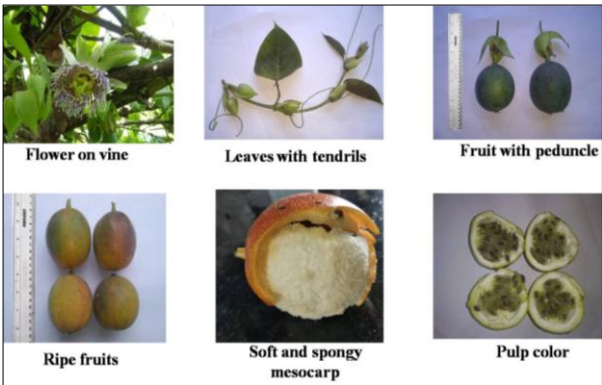 Flower on vine
Leaves with tendrils
Fruit with peduncle
Ripe fruits
Soft and spongy
mesocarp
Pulp color